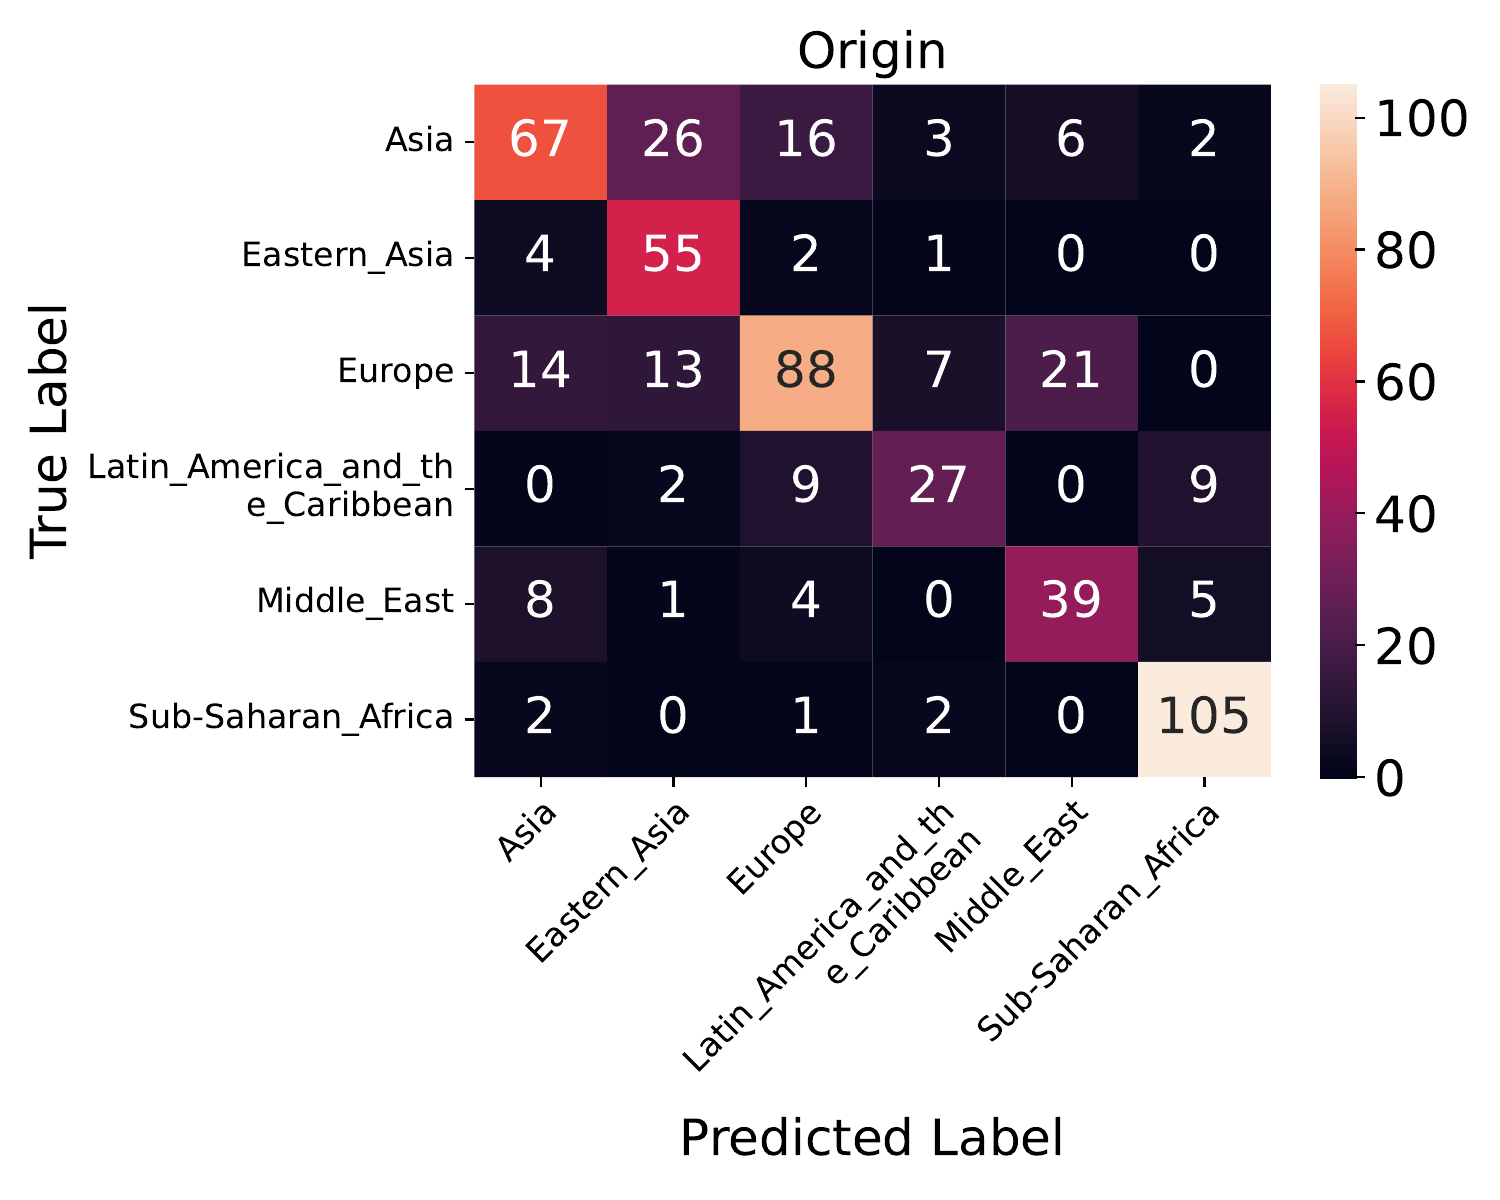 Origin
Asia
67 26 16 3 6 2
Eastern_Asia
4 55 2 1 0 0
Europe
14 13 88 7 21 0
Latin_America_and_th
e_Caribbean
0 2 9 27 0 9
Middle_East
8 1 4 0 39 5
Sub-Saharan_Africa
2 0 1 2 0 105
True Label
Asia
Eastern_Asia
Europe
Latin_America_and_th
e_Caribbean
Middle_East
Sub-Saharan_Africa
Predicted Label
100
80
60
40
20
0